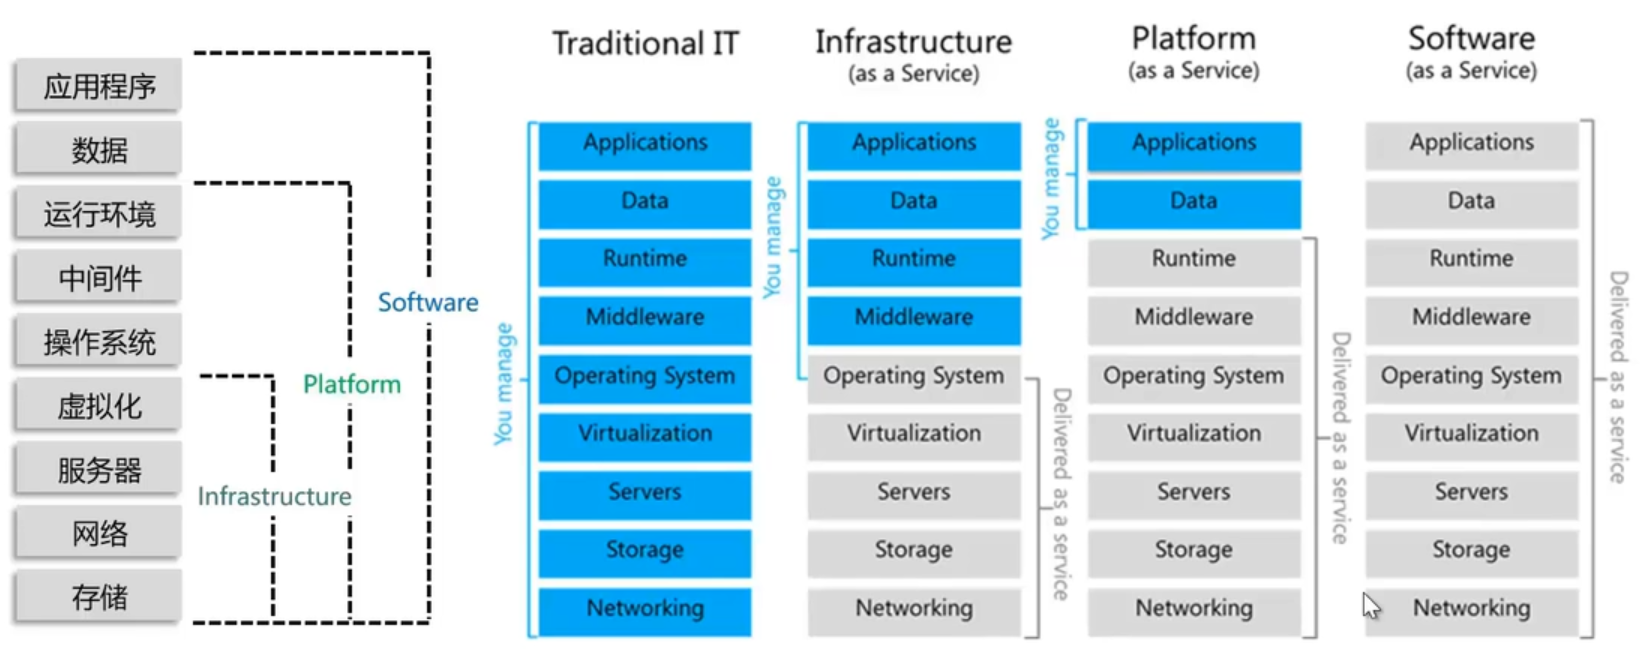 应用程序
数据
运行环境
中间件
操作系统
虚拟化
服务器
网络
存储
Software
Platform
Infrastructure
Traditional IT
You manage
Applications
Data
Runtime
Middleware
Operating System
Virtualization
Servers
Storage
Networking
Infrastructure
(as a Service)
You manage
Applications
Data
Runtime
Middleware
Operating System
Virtualization
Servers
Storage
Networking
Delivered as a service
Platform
(as a Service)
You manage
Applications
Data
Runtime
Middleware
Operating System
Virtualization
Servers
Storage
Networking
Delivered as a service
Software
(as a Service)
Applications
Data
Runtime
Middleware
Operating System
Virtualization
Servers
Storage
Networking
Delivered as a service